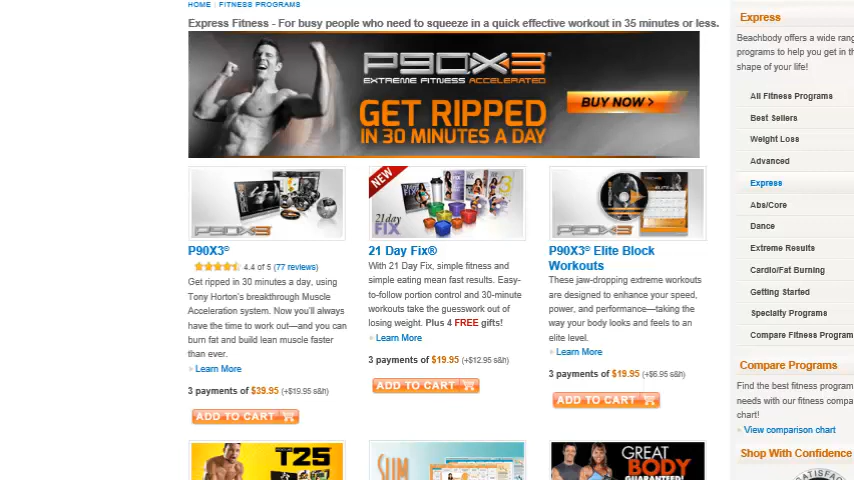 HOME : FITNESS PROGRAMS
Express Fitness - For busy people who need to squeeze in a quick effective workout in 35 minutes or less.
P90X3®
EXTREME FITNESS ACCELERATED
GET RIPPED
IN 30 MINUTES A DAY
BUY NOW >
P90X3
P90X3®
4.4 of 5 (77 reviews)
Get ripped in 30 minutes a day, using
Tony Horton's breakthrough Muscle
Acceleration system. Now you'll always
have the time to work out—and you can
burn fat and build lean muscle faster
than ever.
» Learn More
3 payments of $39.95 (+$19.95 s&h)
ADD TO CART
NEW
21day
FIX
21 Day Fix®
With 21 Day Fix, simple fitness and
simple eating mean fast results. Easy-
to-follow portion control and 30-minute
workouts take the guesswork out of
losing weight. Plus 4 FREE gifts!
» Learn More
3 payments of $19.95 (+$12.95 s&h)
ADD TO CART
P90X3
P90X3® Elite Block
Workouts
These jaw-dropping extreme workouts
are designed to enhance your speed,
power, and performance—taking the
way your body looks and feels to an
elite level.
» Learn More
3 payments of $19.95 (+$6.95 s&h)
ADD TO CART
T25
SLIM
GREAT
BODY
GUARANTEED!
Express
Beachbody offers a wide rang
programs to help you get in th
shape of your life!
All Fitness Programs
Best Sellers
Weight Loss
Advanced
Express
Abs/Core
Dance
Extreme Results
Cardio/Fat Burning
Getting Started
Specialty Programs
Compare Fitness Program
Compare Programs
Find the best fitness program
needs with our fitness compa
chart!
» View comparison chart
Shop With Confidence
SATISFAC